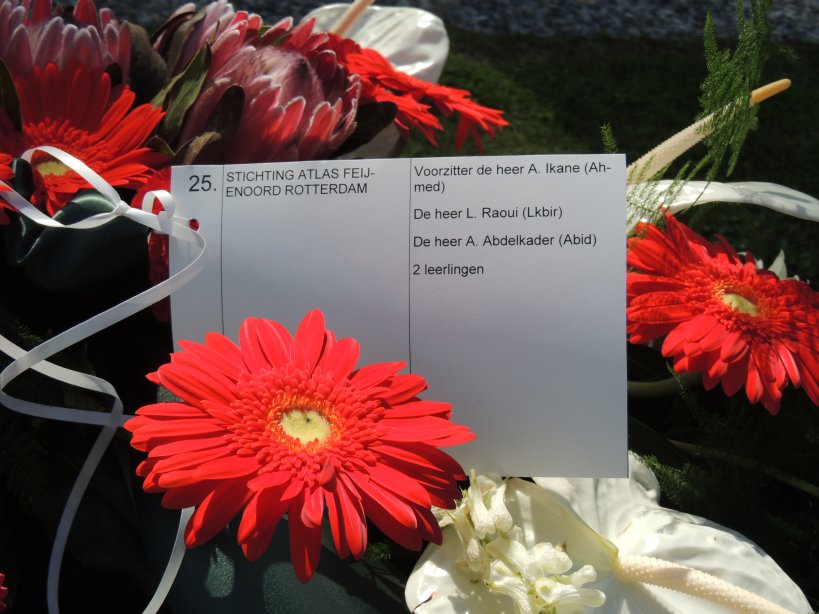 25.
STICHTING ATLAS FEIJ-
ENOORD ROTTERDAM
Voorzitter de heer A. Ikane (Ah-
med)
De heer L. Raoui (Lkbir)
De heer A. Abdelkader (Abid)
2 leerlingen